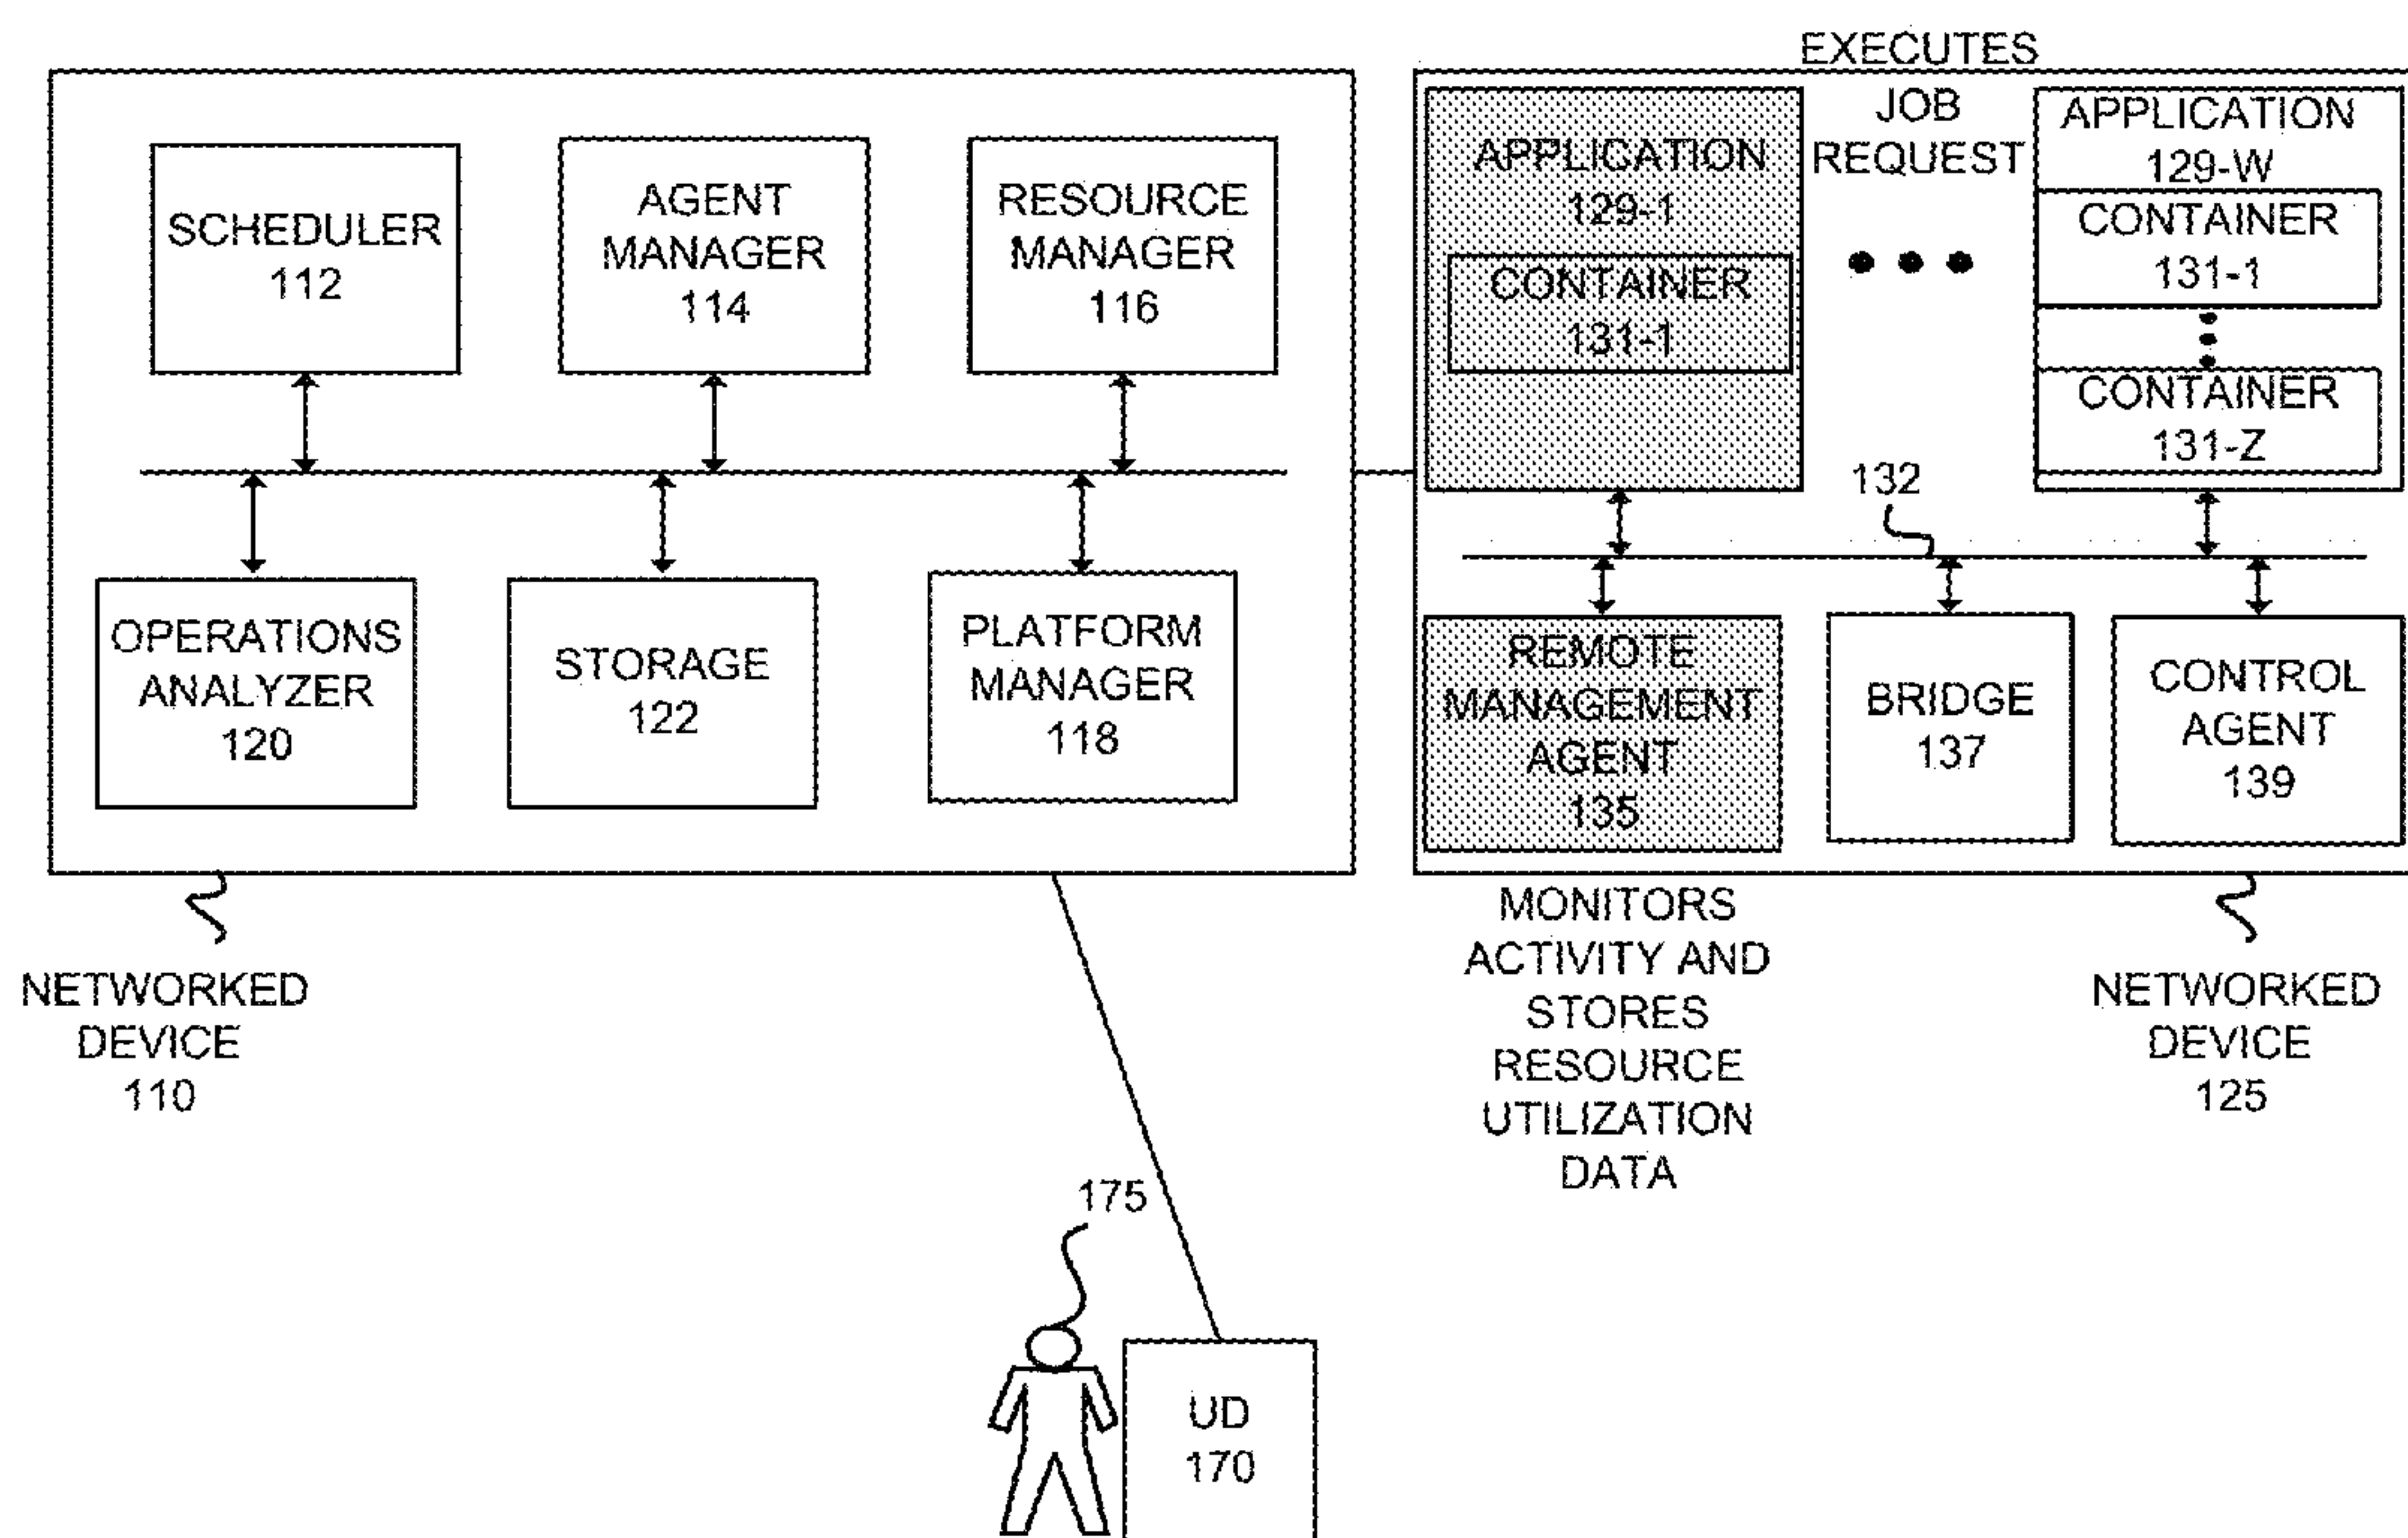 EXECUTES
JOB
REQUEST
SCHEDULER
112
AGENT
MANAGER
114
RESOURCE
MANAGER
116
OPERATIONS
ANALYZER
120
STORAGE
122
PLATFORM
MANAGER
118
APPLICATION
129-1
CONTAINER
131-1
APPLICATION
129-W
CONTAINER
131-1
CONTAINER
131-Z
132
REMOTE
MANAGEMENT
AGENT
135
BRIDGE
137
CONTROL
AGENT
139
NETWORKED
DEVICE
110
MONITORS
ACTIVITY AND
STORES
RESOURCE
UTILIZATION
DATA
NETWORKED
DEVICE
125
175
UD
170